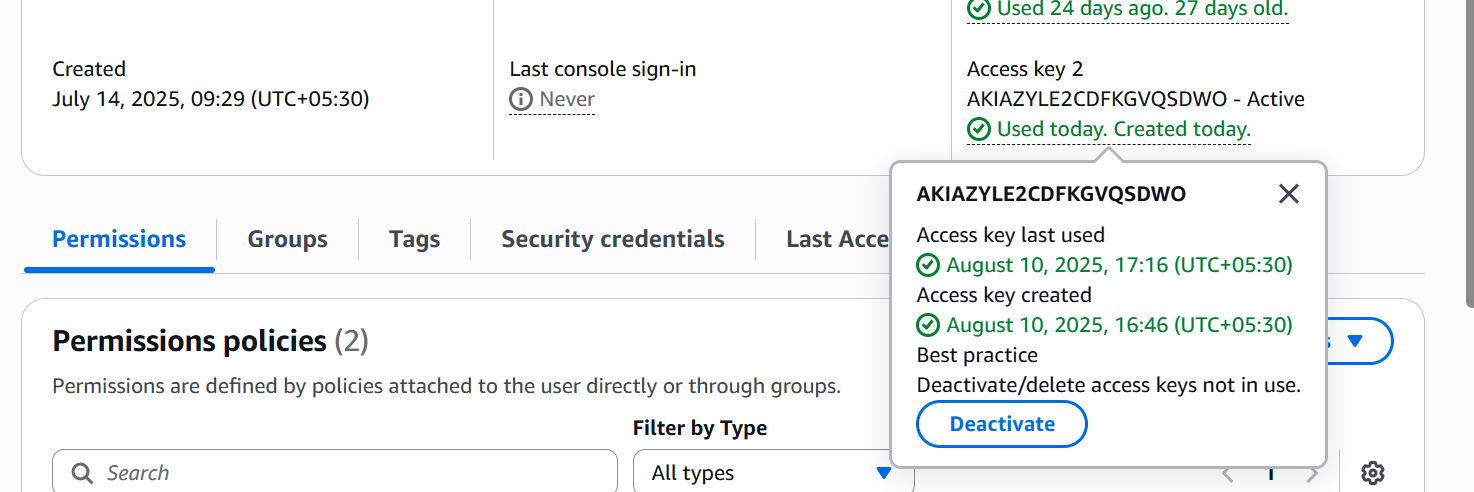 Used 24 days ago. 27 days old.
Created
July 14, 2025, 09:29 (UTC+05:30)
Last console sign-in
Never
Access key 2
AKIAZYLE2CDFKGVQSDWO - Active
Used today. Created today.
AKIAZYLE2CDFKGVQSDWO
Access key last used
August 10, 2025, 17:16 (UTC+05:30)
Access key created
August 10, 2025, 16:46 (UTC+05:30)
Best practice
Deactivate/delete access keys not in use.
Deactivate
Permissions
Groups
Tags
Security credentials
Last Acce
Permissions policies (2)
Permissions are defined by policies attached to the user directly or through groups.
Filter by Type
Search
All types
1